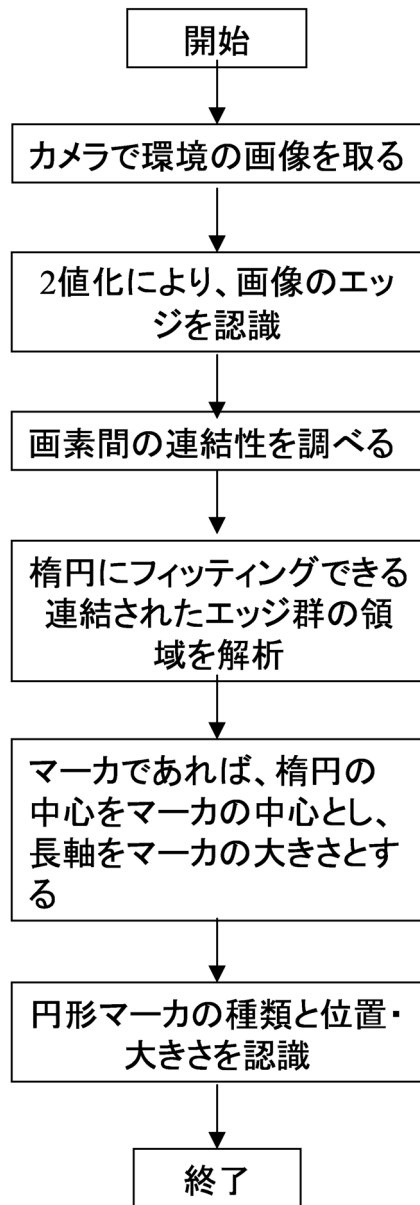 開始
カメラで環境の画像を取る
2値化により、画像のエッ
ジを認識
画素間の連結性を調べる
楕円にフィッティングできる
連結されたエッジ群の領
域を解析
マーカであれば、楕円の
中心をマーカの中心とし、
長軸をマーカの大きさとす
る
円形マーカの種類と位置・
大きさを認識
終了